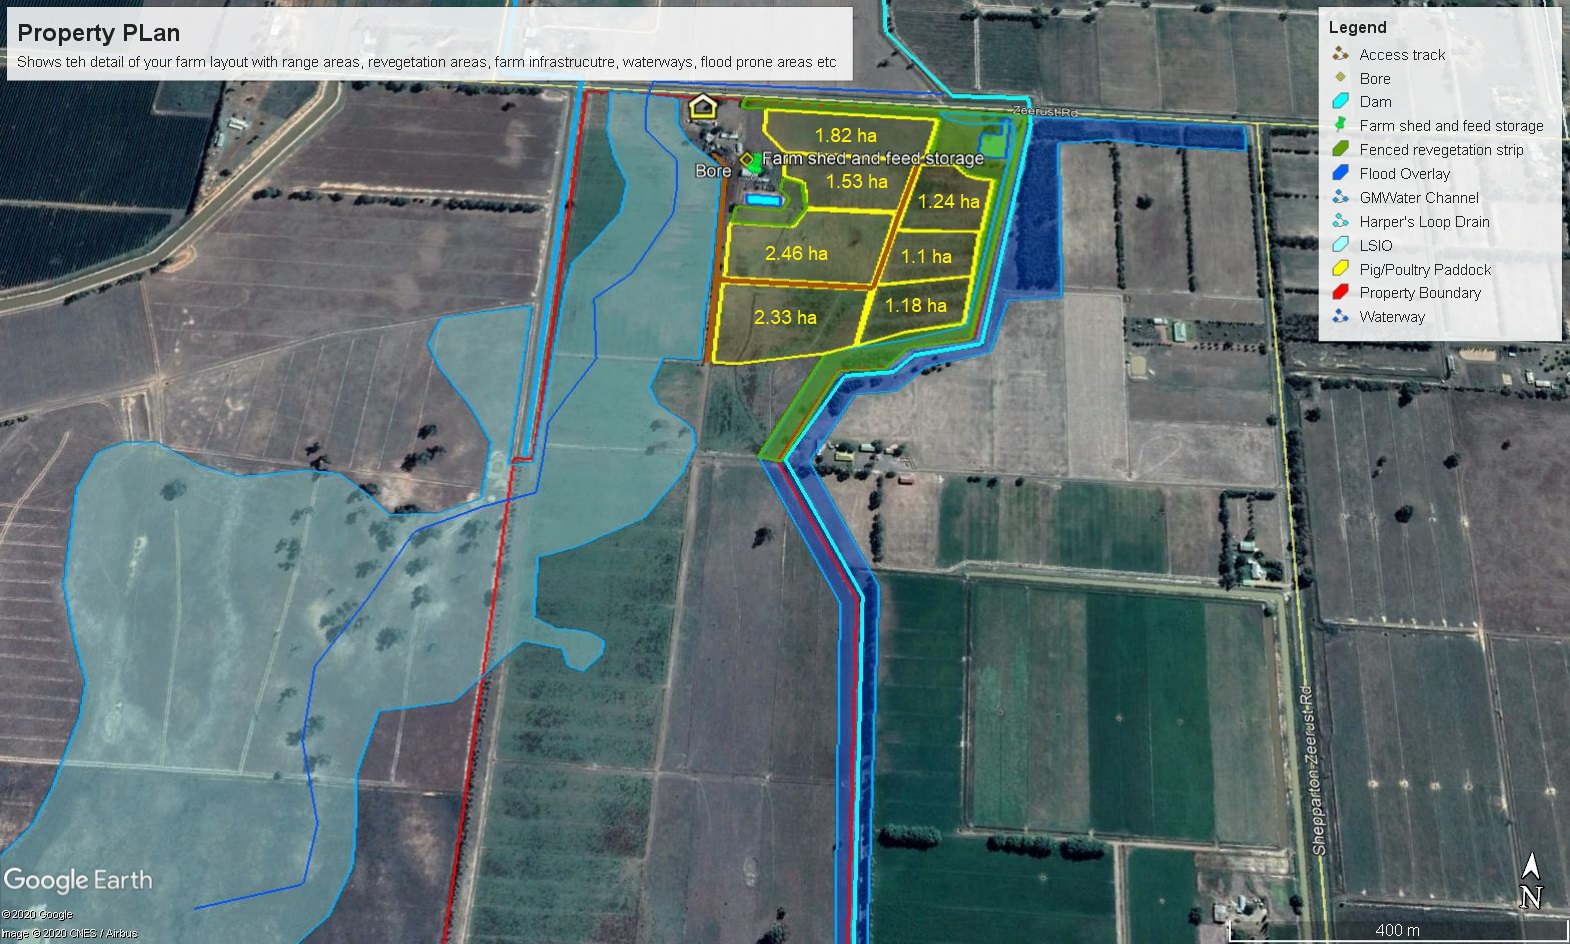 Property PLan
Shows teh detail of your farm layout with range areas, revegetation areas, farm infrastrucutre, waterways, flood prone areas etc
Legend
Access track
Bore
Dam
Farm shed and feed storage
Fenced revegetation strip
Flood Overlay
GMWater Channel
Harper's Loop Drain
LSIO
Pig/Poultry Paddock
Property Boundary
Waterway
Zeerust Rd
1.82 ha
Farm shed and feed storage
Bore
1.53 ha
1.24 ha
2.46 ha
1.1 ha
1.18 ha
2.33 ha
Shepparton-Zeerust Rd
Google Earth
©2020 Google
Image © 2020 CNES / Airbus
N
400 m